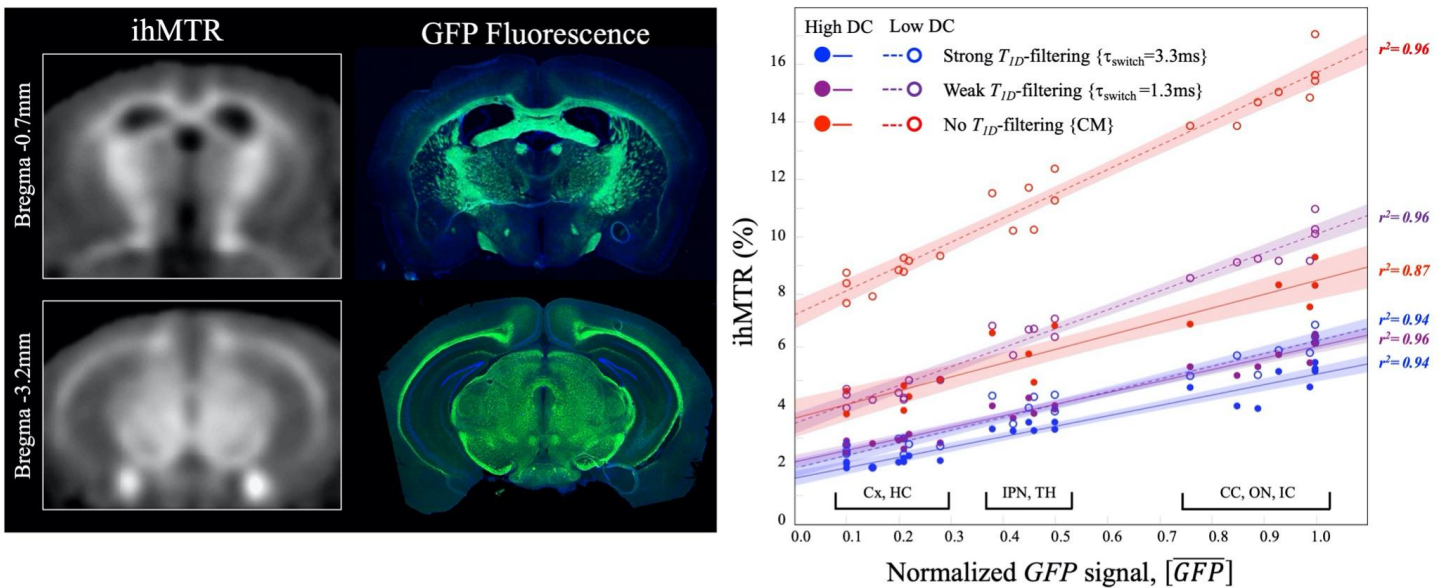 ihMTR
GFP Fluorescence
Bregma -0.7mm
Bregma -3.2mm
High DC Low DC
Strong T1D-filtering {τswitch=3.3ms}
Weak T1D-filtering {τswitch=1.3ms}
No T1D-filtering {CM}
ihMTR (%)
16
14
12
10
8
6
4
2
0
r²= 0.96
r²= 0.96
r²= 0.87
r²= 0.94
r²= 0.96
r²= 0.94
Cx, HC
IPN, TH
CC, ON, IC
0.0 0.1 0.2 0.3 0.4 0.5 0.6 0.7 0.8 0.9 1.0
Normalized GFP signal, [GFP]